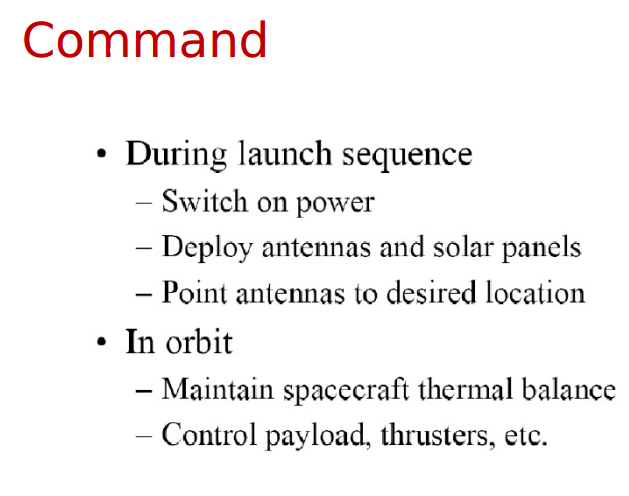 Command
• During launch sequence
– Switch on power
– Deploy antennas and solar panels
– Point antennas to desired location
• In orbit
– Maintain spacecraft thermal balance
– Control payload, thrusters, etc.